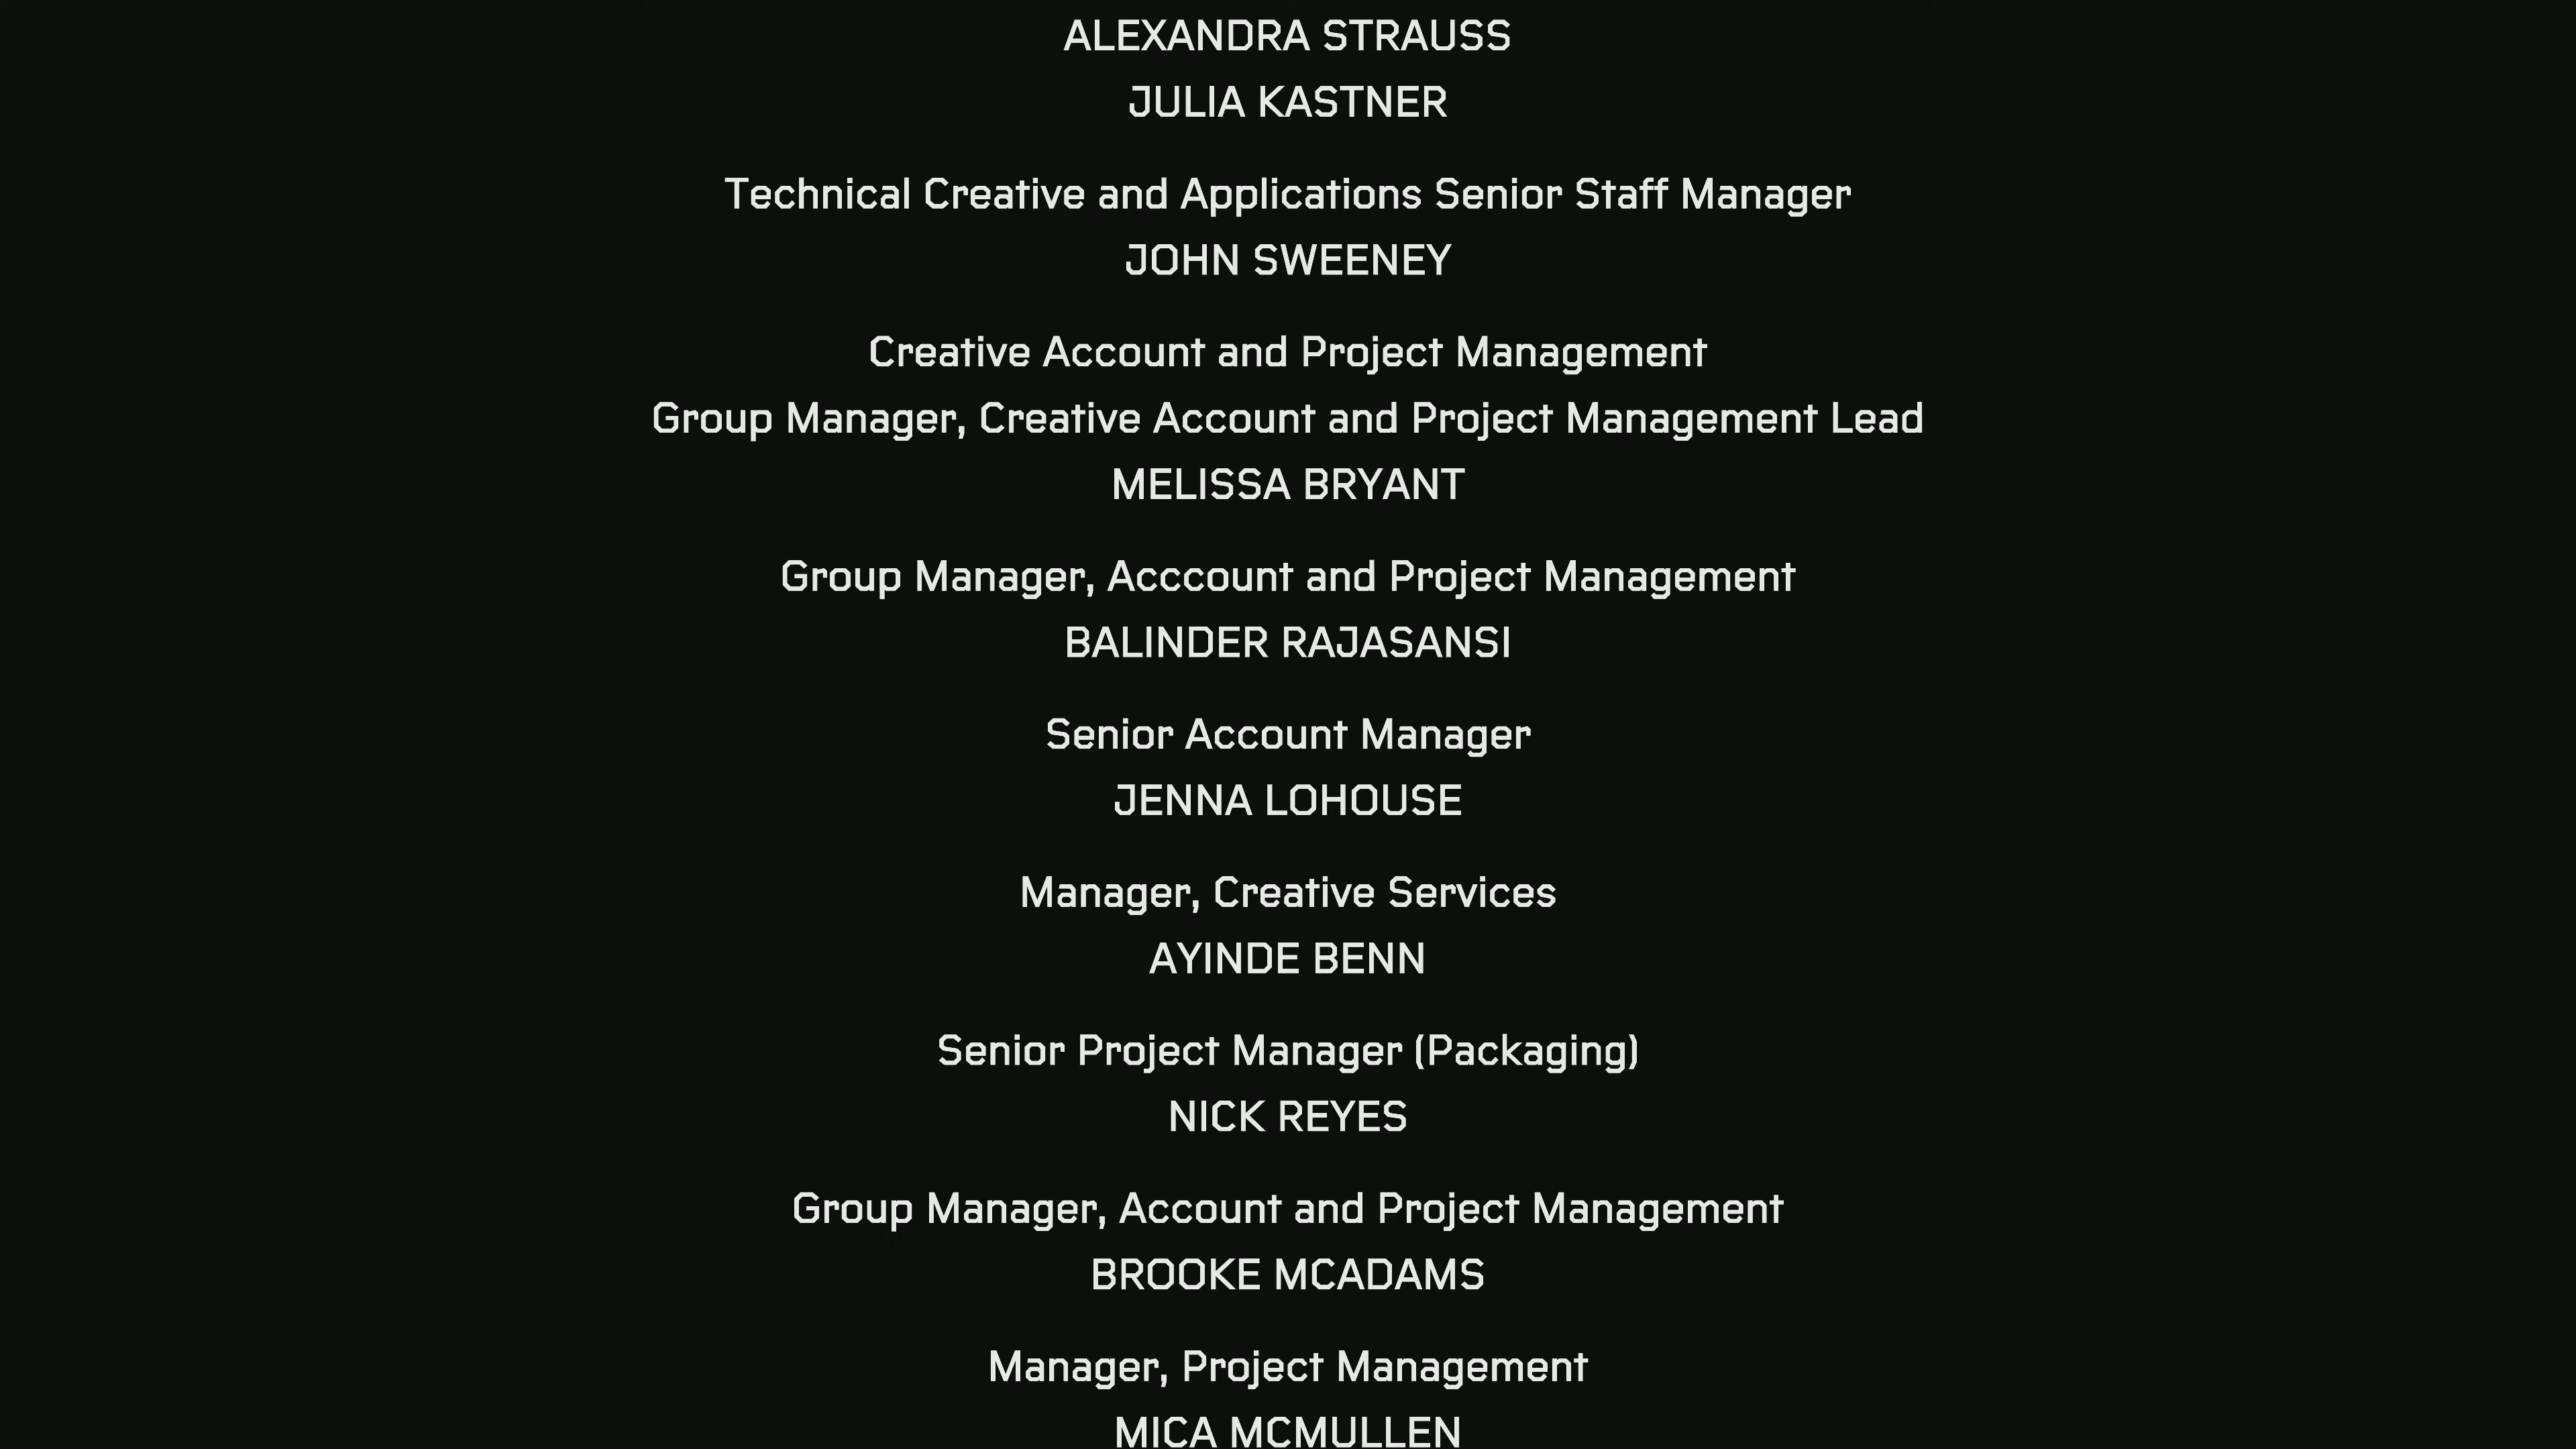 ALEXANDRA STRAUSS
JULIA KASTNER
Technical Creative and Applications Senior Staff Manager
JOHN SWEENEY
Creative Account and Project Management
Group Manager, Creative Account and Project Management Lead
MELISSA BRYANT
Group Manager, Acccount and Project Management
BALINDER RAJASANSI
Senior Account Manager
JENNA LOHOUSE
Manager, Creative Services
AYINDE BENN
Senior Project Manager (Packaging)
NICK REYES
Group Manager, Account and Project Management
BROOKE MCADAMS
Manager, Project Management
MICA MCMULLEN